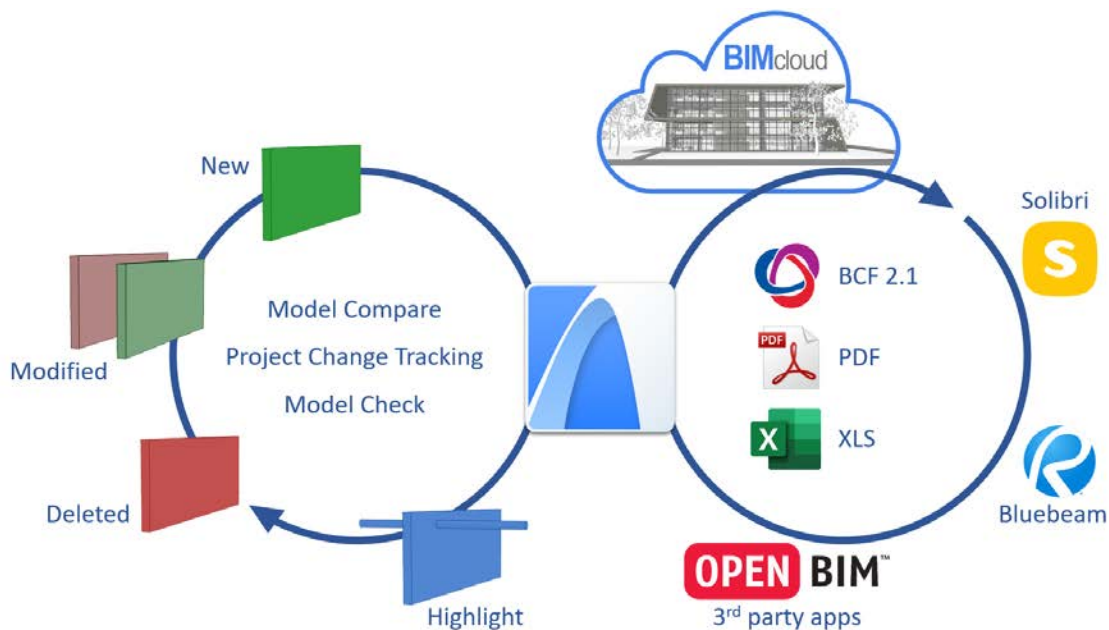 BIMcloud
New
Solibri
S
BCF 2.1
Model Compare
Project Change Tracking
Model Check
Modified
PDF
PDF
X
XLS
Deleted
Bluebeam
OPEN BIM™
Highlight
3rd party apps